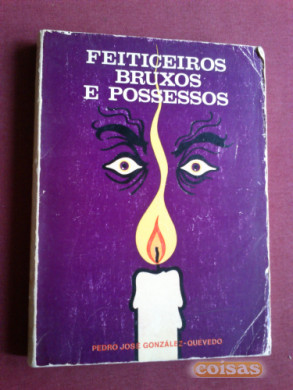 FEITICEIROS
BRUXOS
E POSSESSOS
PEDRO JOSÉ GONZÁLEZ-QUEVEDO
coisas